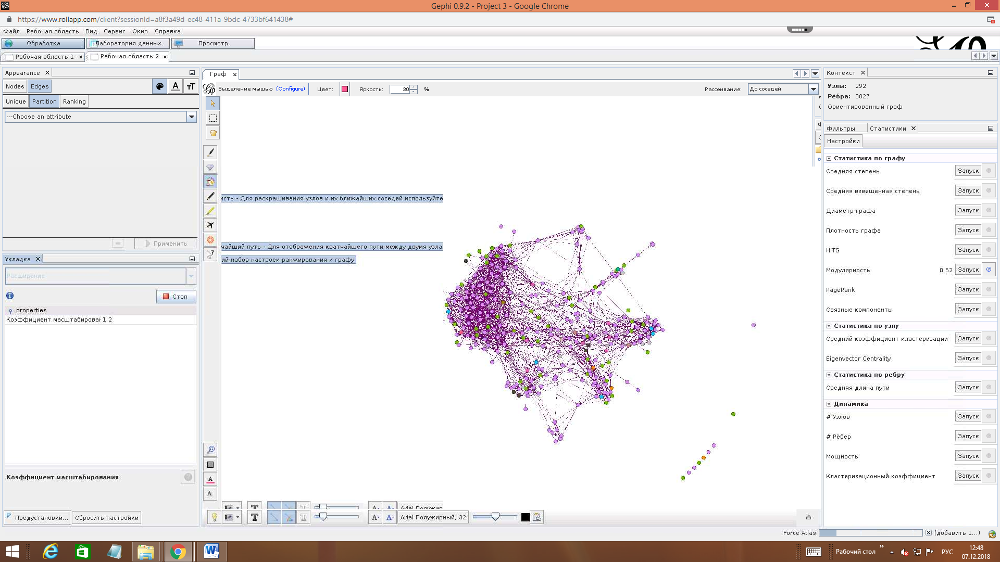 Gephi 0.9.2 - Project 3 - Google Chrome
https://www.rollapp.com/client?sessionId=a8f3a49d-ec48-411a-9bdc-4733bf641438#
Файл Рабочая область Вид Сервис Окно Справка
Обработка Лаборатория данных Просмотр
Рабочая область 1 Рабочая область 2
Appearance
Nodes Edges
Unique Partition Ranking
---Choose an attribute
Применить
Укладка
Расширение
Стоп
properties
Коэффициент масштабирован 1.2
Коэффициент масштабирования
Предустановки... Сбросить настройки
Граф
Выделение мышью (Configure) Цвет: Яркость: 30 % Рассеивание: До соседей
исть - Для раскрашивания узлов и их ближайших соседей используйте
чайший путь - Для отображения кратчайшего пути между двумя узлаı
ий набор настроек ранжирования к графу
Arial Полужирн
Arial Полужирный, 32
Контекст
Узлы: 292
Рёбра: 3827
Ориентированный граф
Фильтры Статистики
Настройки
Статистика по графу
Средняя степень Запуск
Средняя взвешенная степень Запуск
Диаметр графа Запуск
Плотность графа Запуск
HITS Запуск
Модулярность 0,52 Запуск
PageRank Запуск
Связные компоненты Запуск
Статистика по узлу
Средний коэффициент кластеризации Запуск
Eigenvector Centrality Запуск
Статистика по ребру
Средняя длина пути Запуск
Динамика
# Узлов Запуск
# Рёбер Запуск
Мощность Запуск
Кластеризационный коэффициент Запуск
Force Atlas (добавить 1...)
Рабочий стол РУС 12:48
07.12.2018